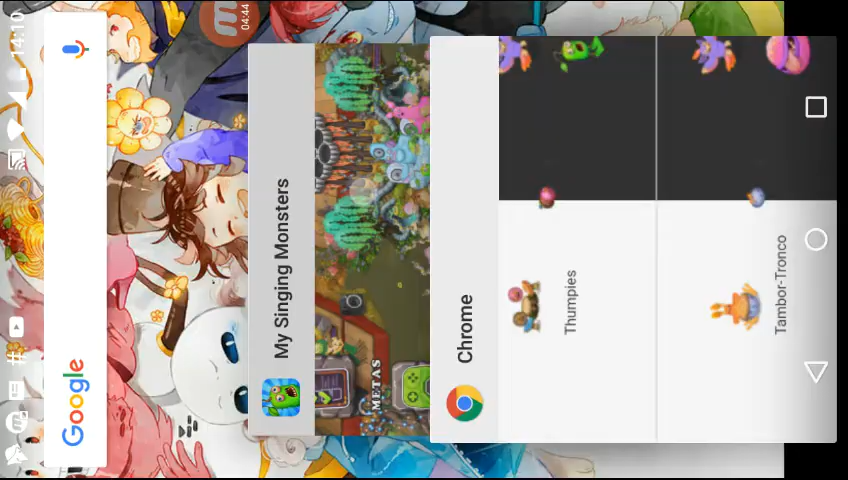 14:10
04:44
Google
My Singing Monsters
METAS
Chrome
Thumpies
Tambor-Tronco